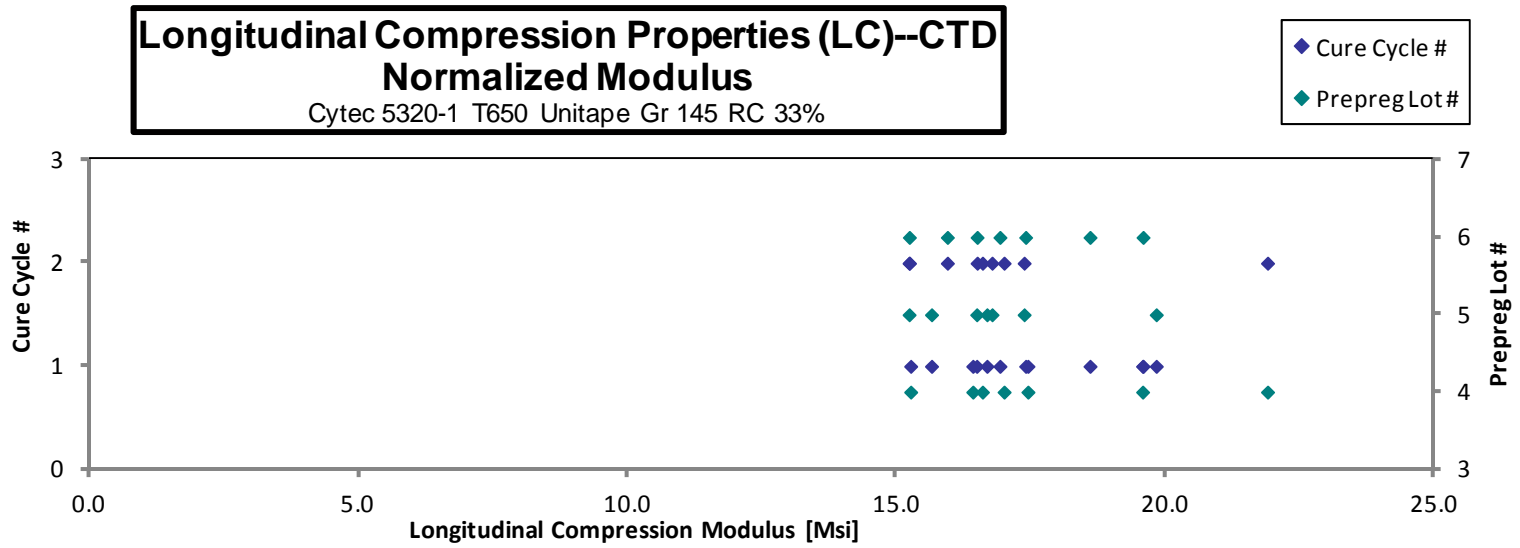 Longitudinal Compression Properties (LC)--CTD
Normalized Modulus
Cytec 5320-1 T650 Unitape Gr 145 RC 33%
Cure Cycle #
Prepreg Lot #
3
2
1
0
Cure Cycle #
7
6
5
4
3
Prepreg Lot #
0.0 5.0 10.0 15.0 20.0 25.0
Longitudinal Compression Modulus [Msi]